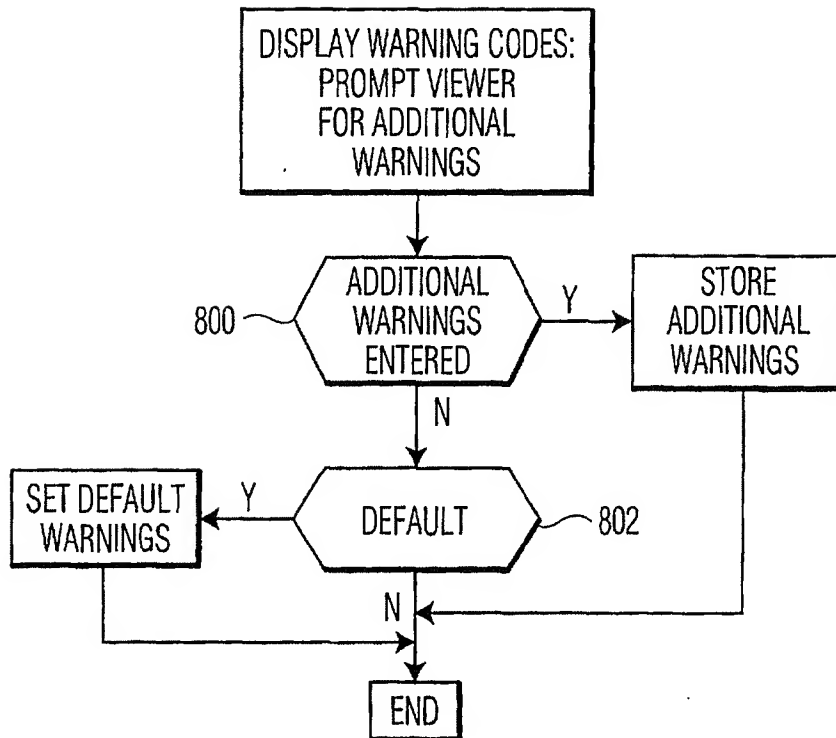 DISPLAY WARNING CODES:
PROMPT VIEWER
FOR ADDITIONAL
WARNINGS
800
ADDITIONAL
WARNINGS
ENTERED
Y
STORE
ADDITIONAL
WARNINGS
N
SET DEFAULT
WARNINGS
Y
DEFAULT
802
N
END